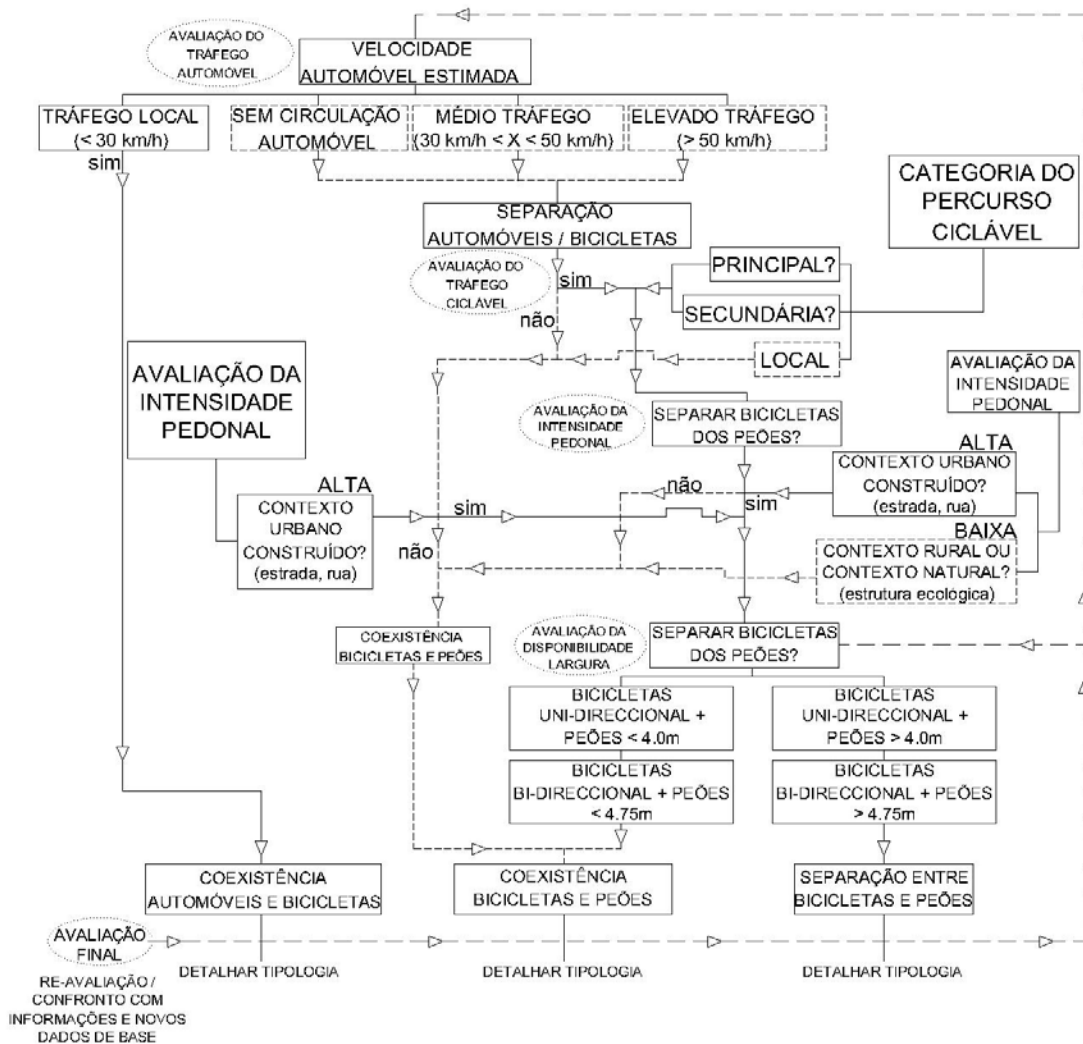 AVALIAÇÃO DO
TRÁFEGO
AUTOMÓVEL
VELOCIDADE
AUTOMÓVEL ESTIMADA
TRÁFEGO LOCAL
(< 30 km/h)
SEM CIRCULAÇÃO
AUTOMÓVEL
MÉDIO TRÁFEGO
(30 km/h < X < 50 km/h)
ELEVADO TRÁFEGO
(> 50 km/h)
sim
CATEGORIA DO
PERCURSO
CICLÁVEL
SEPARAÇÃO
AUTOMÓVEIS / BICICLETAS
AVALIAÇÃO DO
TRÁFEGO
CICLÁVEL
sim
não
PRINCIPAL?
SECUNDÁRIA?
LOCAL
AVALIAÇÃO DA
INTENSIDADE
PEDONAL
AVALIAÇÃO DA
INTENSIDADE
PEDONAL
AVALIAÇÃO DA
INTENSIDADE
PEDONAL
SEPARAR BICICLETAS
DOS PEÕES?
ALTA
CONTEXTO URBANO
CONSTRUÍDO?
(estrada, rua)
ALTA
CONTEXTO
URBANO
CONSTRUÍDO?
(estrada, rua)
sim
não
não
sim
BAIXA
CONTEXTO RURAL OU
CONTEXTO NATURAL?
(estrutura ecológica)
COEXISTÊNCIA
BICICLETAS E PEÕES
AVALIAÇÃO DA
DISPONIBILIDADE
LARGURA
SEPARAR BICICLETAS
DOS PEÕES?
BICICLETAS
UNI-DIRECCIONAL +
PEÕES < 4.0m
BICICLETAS
UNI-DIRECCIONAL +
PEÕES > 4.0m
BICICLETAS
BI-DIRECCIONAL + PEÕES
< 4.75m
BICICLETAS
BI-DIRECCIONAL + PEÕES
> 4.75m
COEXISTÊNCIA
AUTOMÓVEIS E BICICLETAS
COEXISTÊNCIA
BICICLETAS E PEÕES
SEPARAÇÃO ENTRE
BICICLETAS E PEÕES
AVALIAÇÃO
FINAL
DETALHAR TIPOLOGIA
DETALHAR TIPOLOGIA
DETALHAR TIPOLOGIA
RE-AVALIAÇÃO /
CONFRONTO COM
INFORMAÇÕES E NOVOS
DADOS DE BASE